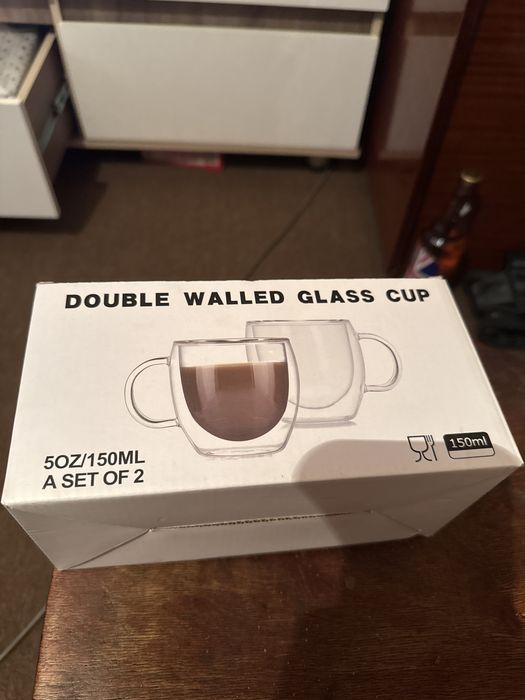 DOUBLE WALLED GLASS CUP
5OZ/150ML
A SET OF 2
150ml